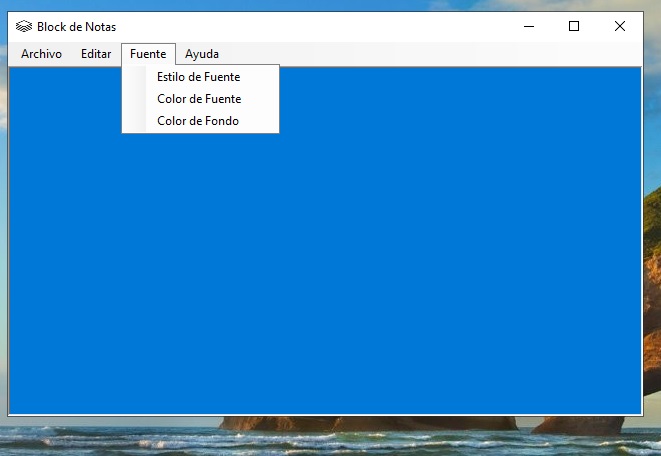 Block de Notas
Archivo Editar Fuente Ayuda
Estilo de Fuente
Color de Fuente
Color de Fondo